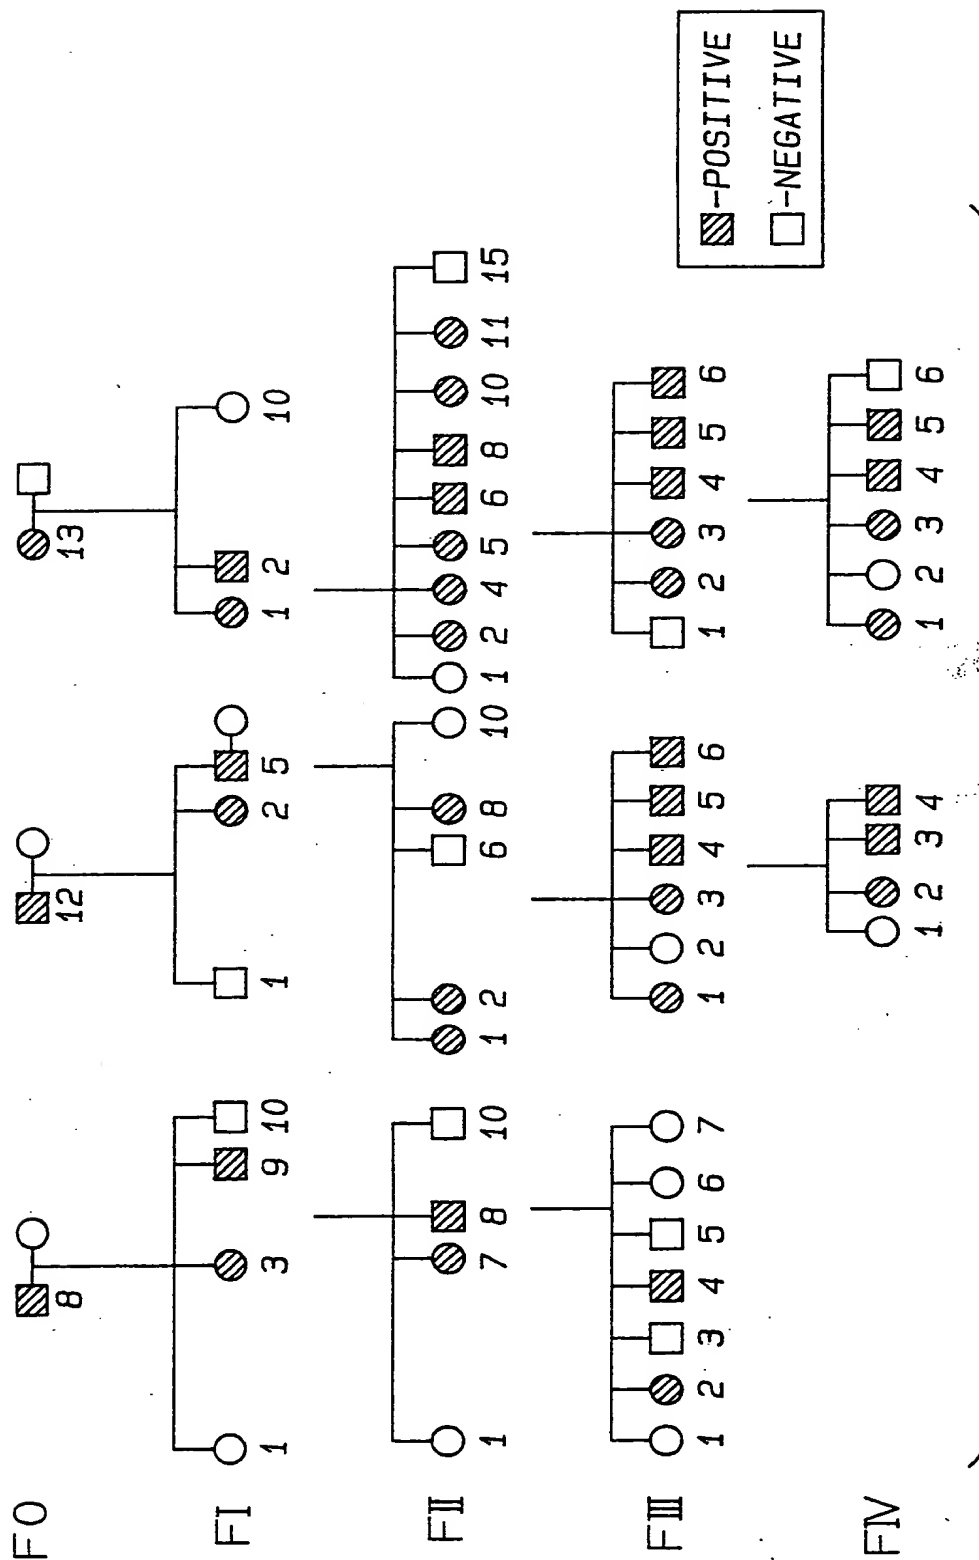 FO
8
12
13
FI
1 3 9 10
1 2 5
1 2 10
FII
1 7 8 10
1 2 6 8 10
1 2 4 5 6 8 10 11 15
FIII
1 2 3 4 5 6 7
1 2 3 4 5 6
1 2 3 4 5 6
FIV
1 2 3 4
1 2 3 4 5 6
-POSITIVE
-NEGATIVE